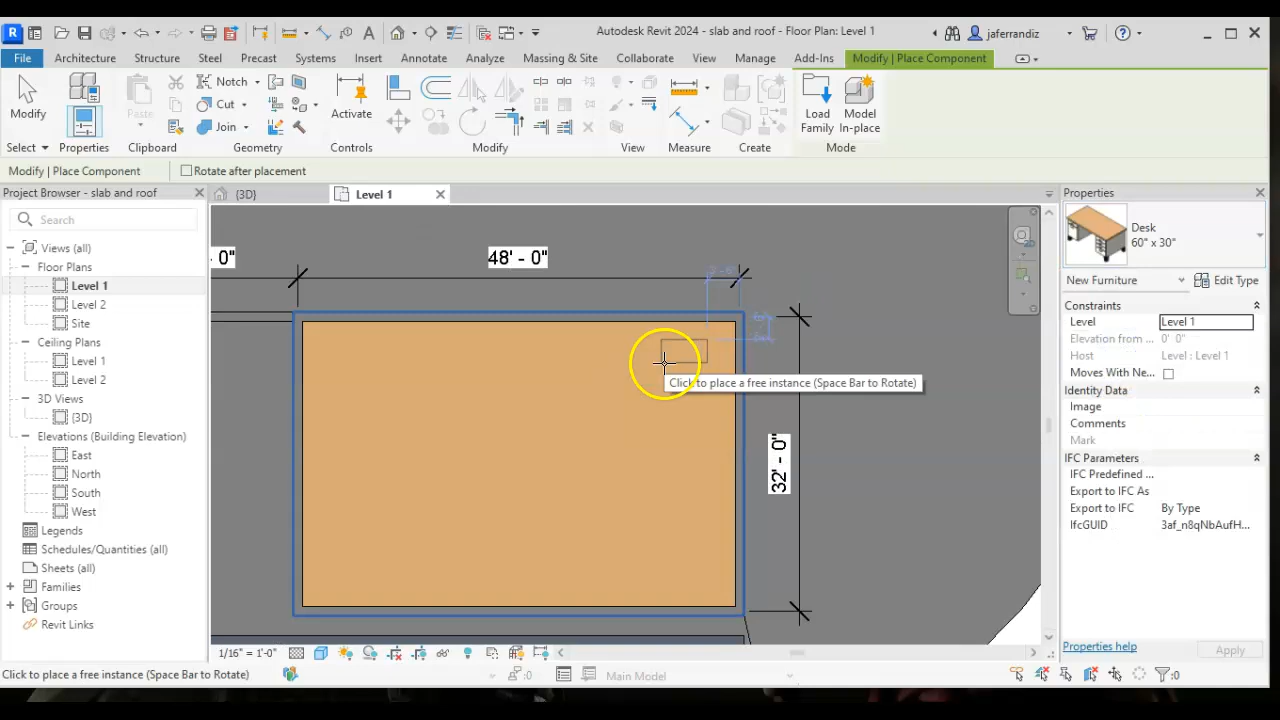 Autodesk Revit 2024 - slab and roof - Floor Plan: Level 1
jaferrandiz
File Architecture Structure Steel Precast Systems Insert Annotate Analyze Massing & Site Collaborate View Manage Add-Ins Modify | Place Component
Modify
Properties
Paste
Notch
Cut
Join
Activate
Load Family
Model In-place
Select Properties Clipboard Geometry Controls Modify View Measure Create Mode
Modify | Place Component Rotate after placement
Project Browser - slab and roof
{3D} Level 1
Properties
Search
Views (all)
Floor Plans
Level 1
Level 2
Site
Ceiling Plans
Level 1
Level 2
3D Views
{3D}
Elevations (Building Elevation)
East
North
South
West
Legends
Schedules/Quantities (all)
Sheets (all)
Families
Groups
Revit Links
0"
48' - 0"
Click to place a free instance (Space Bar to Rotate)
32' - 0"
Desk
60" x 30"
New Furniture Edit Type
Constraints
Level Level 1
Elevation from ... 0' 0"
Host Level : Level 1
Moves With Ne...
Identity Data
Image
Comments
Mark
IFC Parameters
IFC Predefined ...
Export to IFC As
Export to IFC By Type
IfcGUID 3af_n8qNbAufH...
Properties help Apply
1/16" = 1'-0"
Click to place a free instance (Space Bar to Rotate) :0 Main Model :0